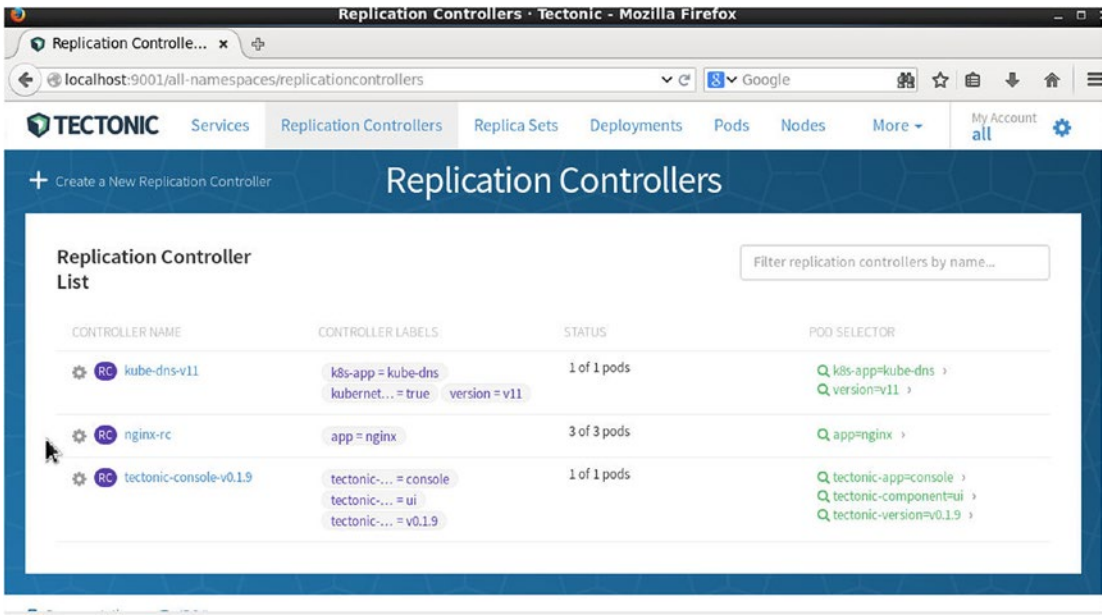 Replication Controllers · Tectonic - Mozilla Firefox
Replication Controlle... ×
localhost:9001/all-namespaces/replicationcontrollers
8 Google
TECTONIC Services Replication Controllers Replica Sets Deployments Pods Nodes More My Account all
+ Create a New Replication Controller
Replication Controllers
Replication Controller
List
Filter replication controllers by name...
CONTROLLER NAME CONTROLLER LABELS STATUS POD SELECTOR
RC kube-dns-v11 k8s-app = kube-dns 1 of 1 pods k8s-app=kube-dns ›
kubernet... = true version = v11 version=v11 ›
RC nginx-rc app = nginx 3 of 3 pods app=nginx ›
RC tectonic-console-v0.1.9 tectonic-... = console 1 of 1 pods tectonic-app=console ›
tectonic-... = ui tectonic-component=ui ›
tectonic-... = v0.1.9 tectonic-version=v0.1.9 ›